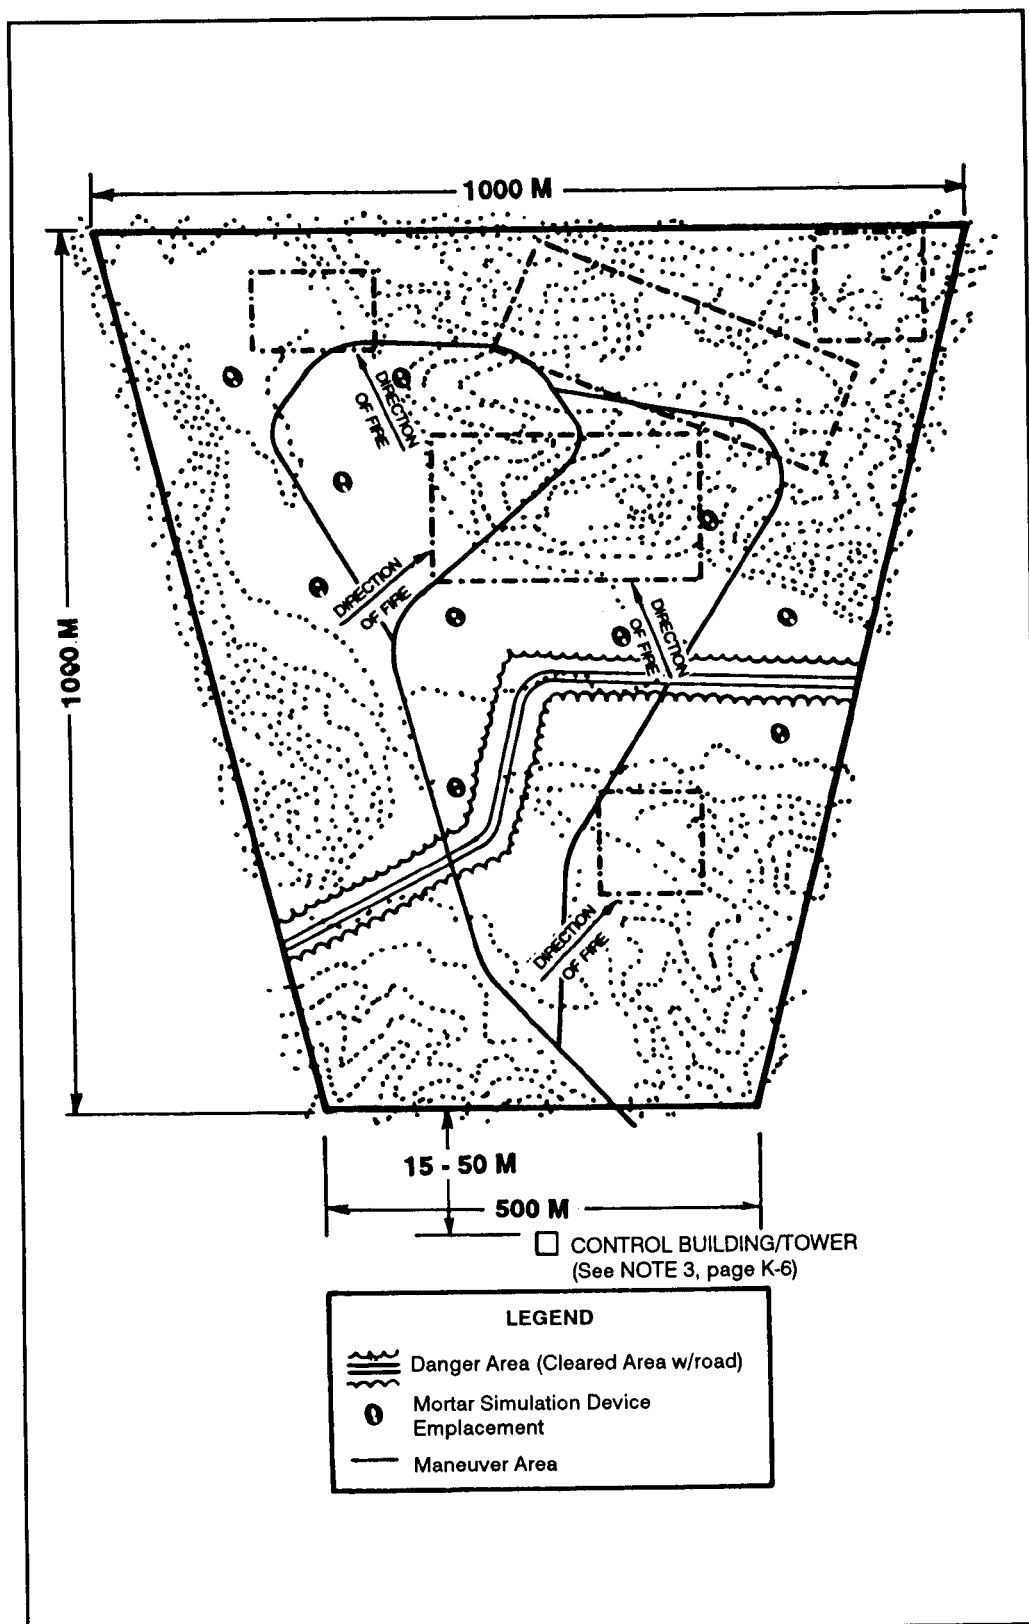 1000 M
DIRECTION
OF FIRE
DIRECTION
OF FIRE
DIRECTION
OF FIRE
1000 M
DIRECTION
OF FIRE
15 - 50 M
500 M
CONTROL BUILDING/TOWER
(See NOTE 3, page K-6)
LEGEND
Danger Area (Cleared Area w/road)
Mortar Simulation Device
Emplacement
Maneuver Area